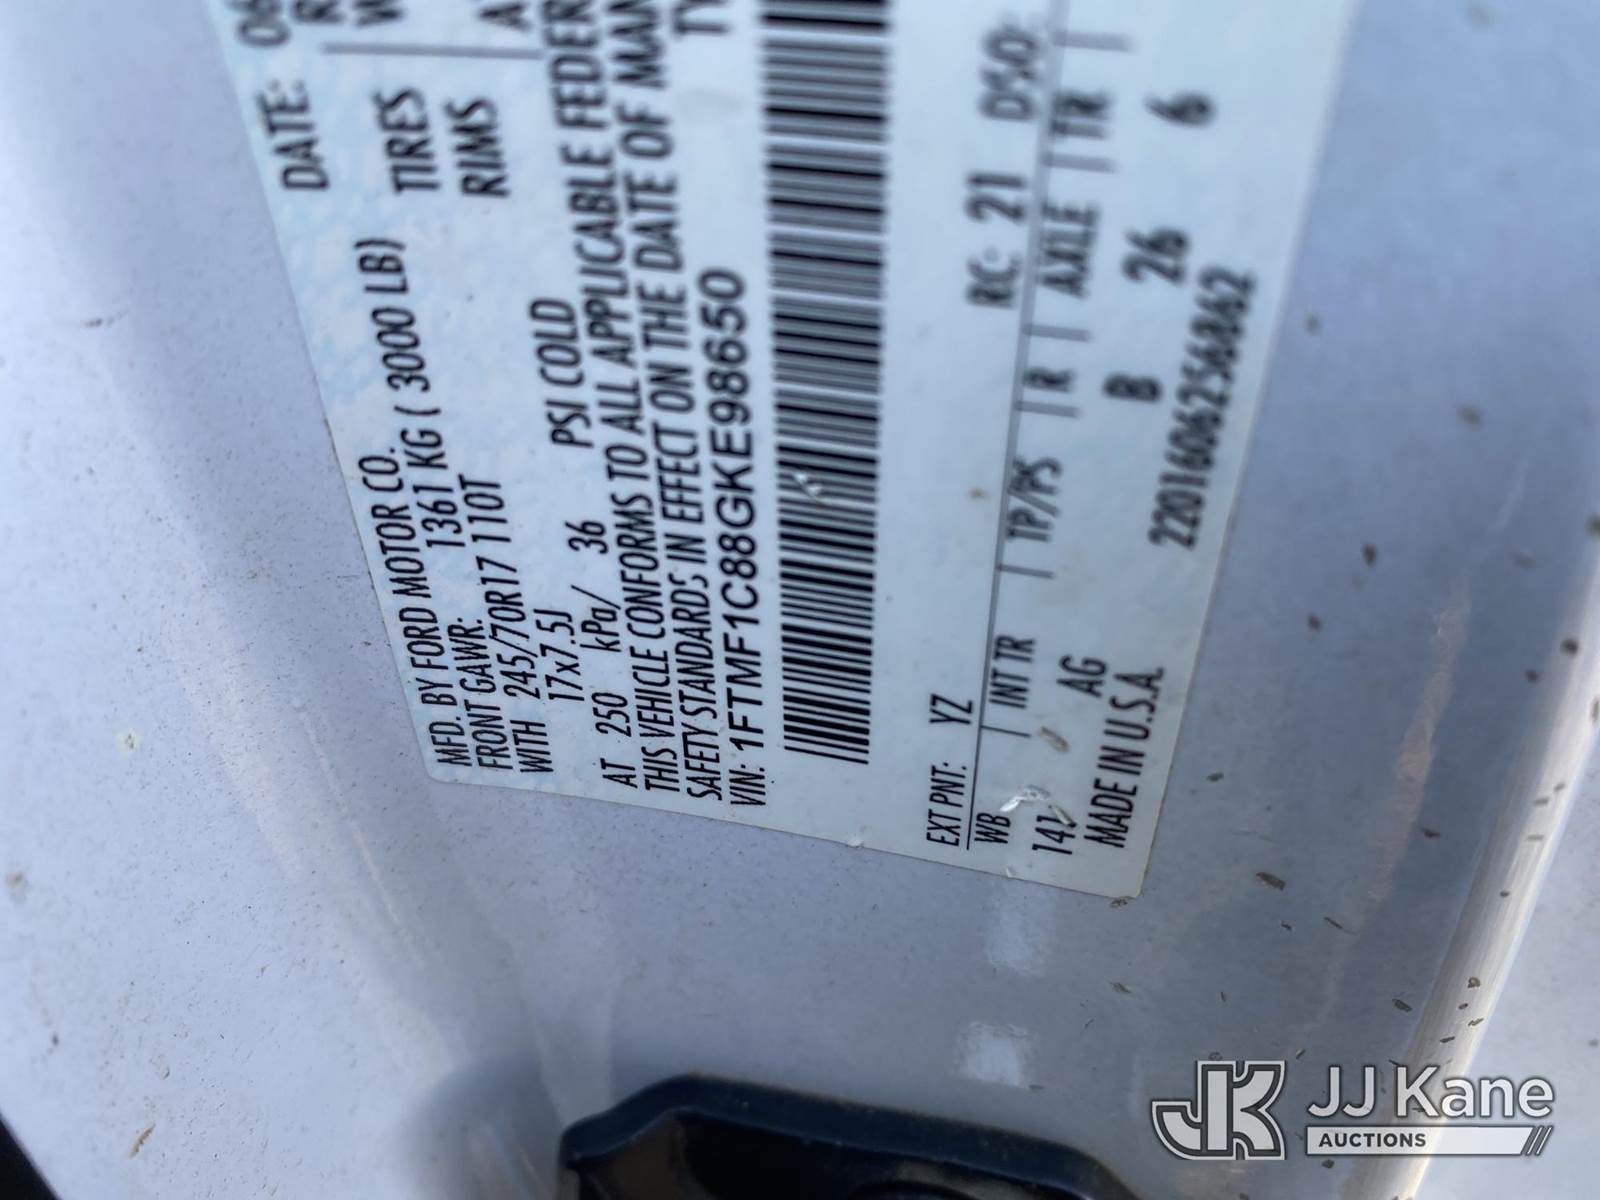 MFD. BY FORD MOTOR CO.
DATE: 06
FRONT GAWR: 1361 KG ( 3000 LB)
WITH 245/70R17 110T TIRES
17x7.5J RIMS
AT 250 kPa/ 36 PSI COLD
THIS VEHICLE CONFORMS TO ALL APPLICABLE FEDER
SAFETY STANDARDS IN EFFECT ON THE DATE OF MAN
VIN: 1FTMF1C88GKE98650
TY
EXT PNT: YZ RC: 21 DSO:
WB INT TR TP/PS R AXLE TR
141 AG B 26 6
MADE IN U.S.A. 
JJ Kane
AUCTIONS